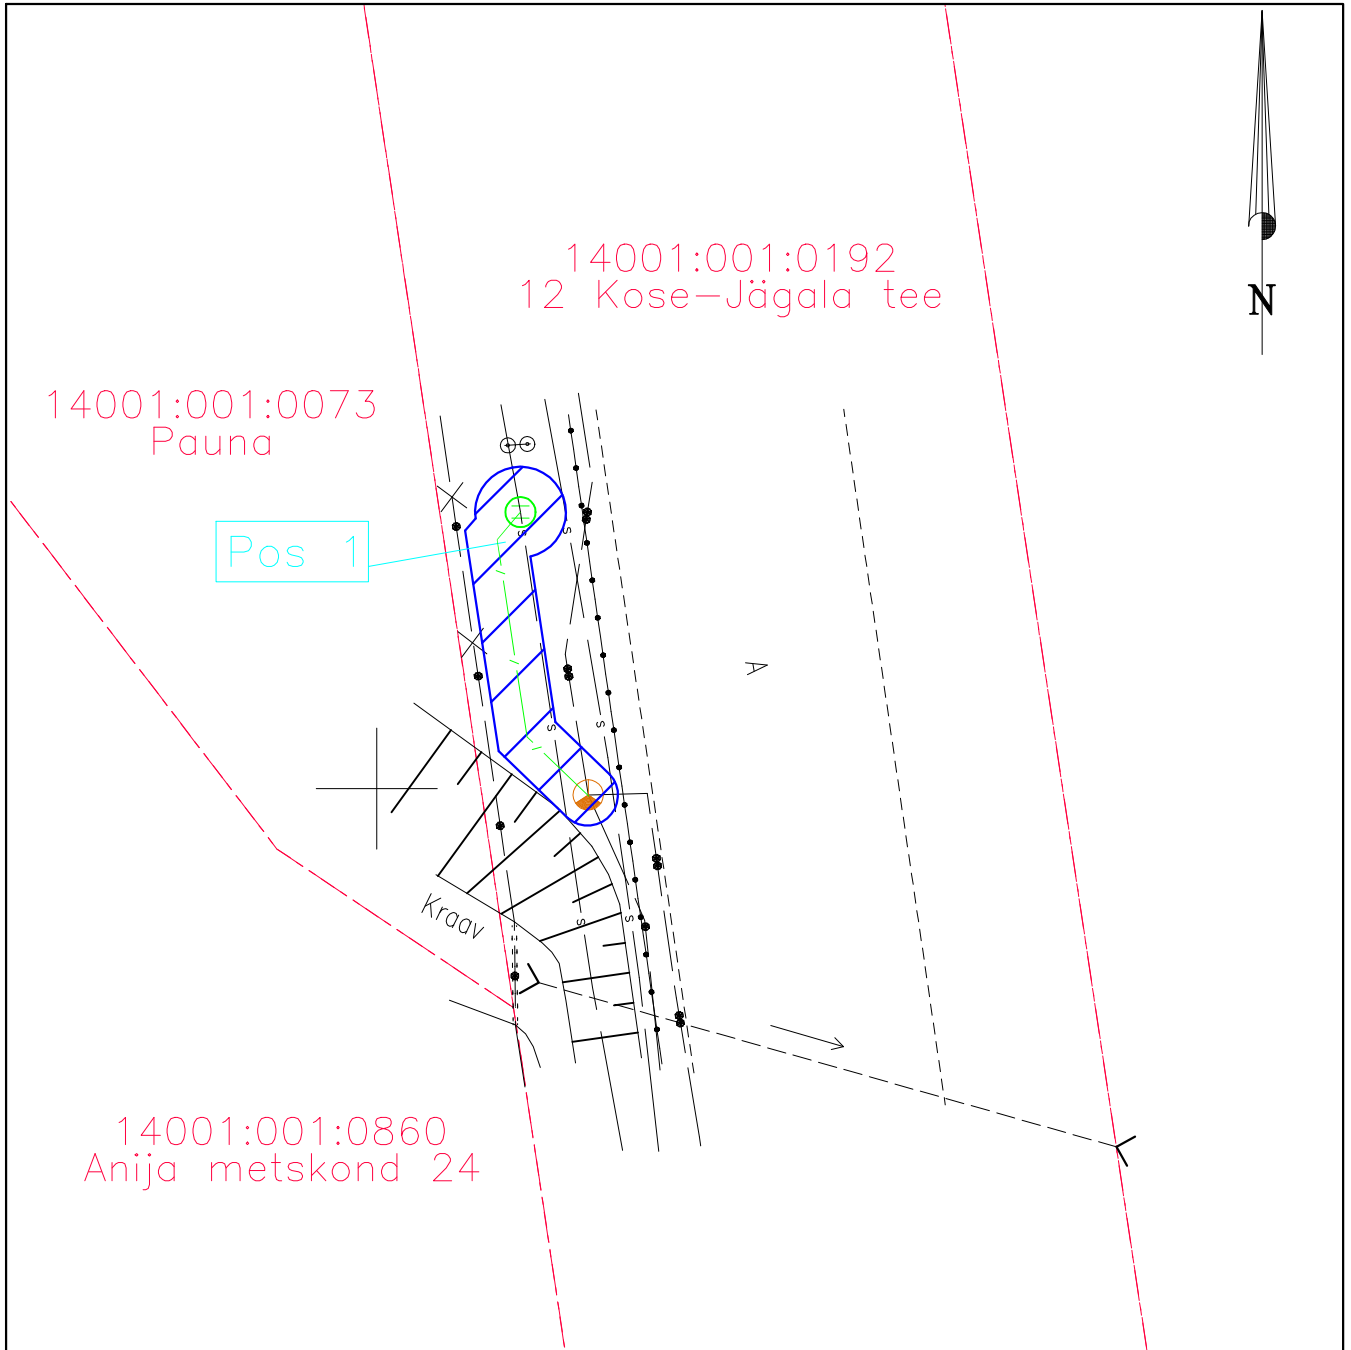 N
14001:001:0192
12 Kose-Jägala tee
14001:001:0073
Pauna
Pos 1
s
s
A
s
s
Kraav
s
s
14001:001:0860
Anija metskond 24